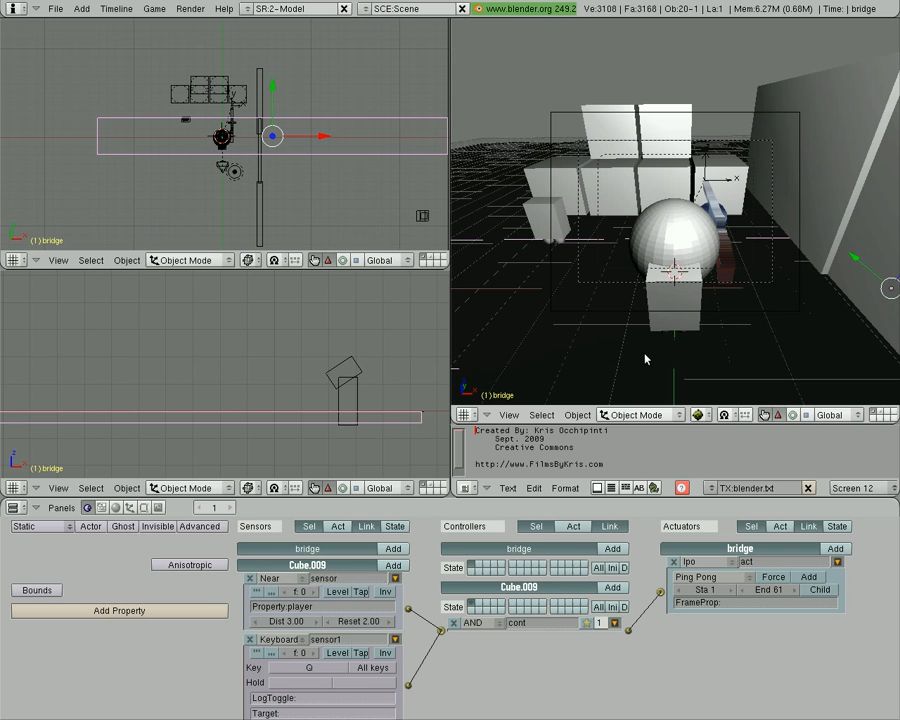 File Add Timeline Game Render Help SR:2-Model SCE:Scene www.blender.org 249.2 Ve:3108 | Fa:3168 | Ob:20-1 | La:1 | Mem:6.27M (0.68M) | Time: | bridge
(1) bridge
View Select Object Object Mode Global
z
(1) bridge
View Select Object Object Mode Global
x
y
(1) bridge
View Select Object Object Mode Global
Created By: Kris Occhipinti
Sept. 2009
Creative Commons
http://www.FilmsByKris.com
Text Edit Format AB TX:blender.txt Screen 12
Panels 1
Static Actor Ghost Invisible Advanced
Anisotropic
Bounds
Add Property
Sensors Sel Act Link State
bridge Add
Cube.009 Add
Near sensor
f: 0 Level Tap Inv
Property:player
Dist 3.00 Reset 2.00
Keyboard sensor1
f: 0 Level Tap Inv
Key Q All keys
Hold
LogToggle:
Target:
Controllers Sel Act Link
bridge Add
State All Ini D
Cube.009 Add
State All Ini D
AND cont 1
Actuators Sel Act Link State
bridge Add
Ipo act
Ping Pong Force Add
Sta 1 End 61 Child
FrameProp: